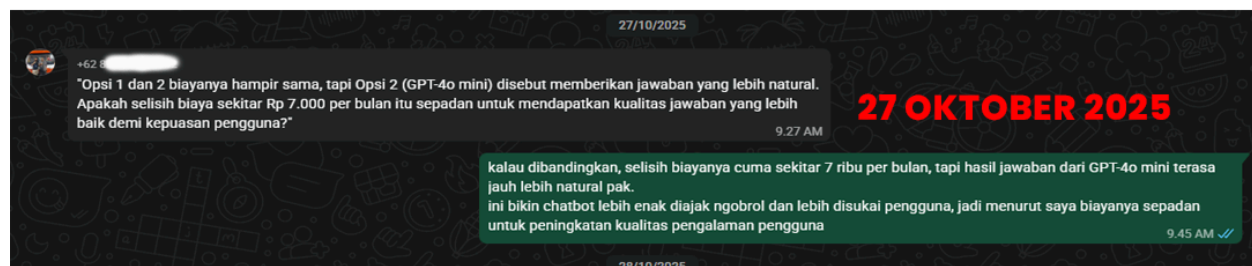 27/10/2025
+62 8
"Opsi 1 dan 2 biayanya hampir sama, tapi Opsi 2 (GPT-4o mini) disebut memberikan jawaban yang lebih natural.
Apakah selisih biaya sekitar Rp 7.000 per bulan itu sepadan untuk mendapatkan kualitas jawaban yang lebih
baik demi kepuasan pengguna?"
9.27 AM
27 OKTOBER 2025
kalau dibandingkan, selisih biayanya cuma sekitar 7 ribu per bulan, tapi hasil jawaban dari GPT-4o mini terasa
jauh lebih natural pak.
ini bikin chatbot lebih enak diajak ngobrol dan lebih disukai pengguna, jadi menurut saya biayanya sepadan
untuk peningkatan kualitas pengalaman pengguna
9.45 AM
28/10/2025